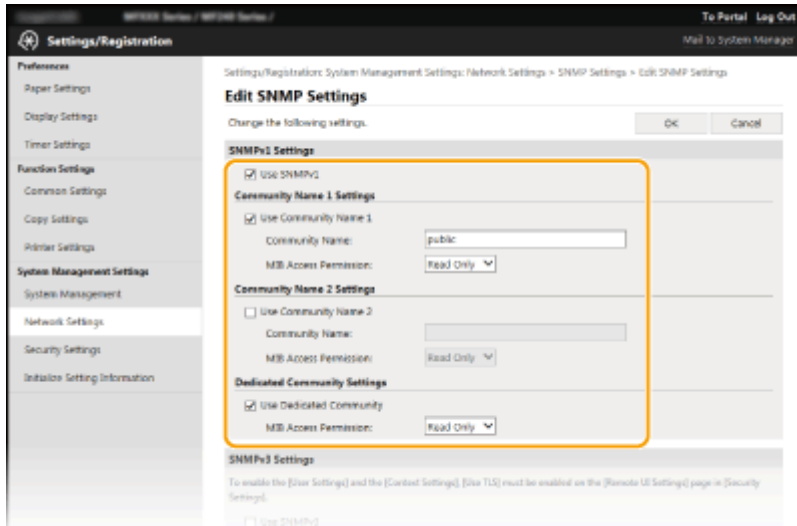 To Portal Log Out
Settings/Registration
Mail to System Manager
Preferences
Paper Settings
Display Settings
Timer Settings
Function Settings
Common Settings
Copy Settings
Printer Settings
System Management Settings
System Management
Network Settings
Security Settings
Initialize Setting Information
Settings/Registration: System Management Settings: Network Settings > SNMP Settings > Edit SNMP Settings
Edit SNMP Settings
Change the following settings.
OK Cancel
SNMPv1 Settings
Use SNMPv1
Community Name 1 Settings
Use Community Name 1
Community Name: public
MIB Access Permission: Read Only
Community Name 2 Settings
Use Community Name 2
Community Name:
MIB Access Permission: Read Only
Dedicated Community Settings
Use Dedicated Community
MIB Access Permission: Read Only
SNMPv3 Settings
To enable the [User Settings] and the [Context Settings], [Use TLS] must be enabled on the [Remote UI Settings] page in [Security
Settings].
Use SNMPv3